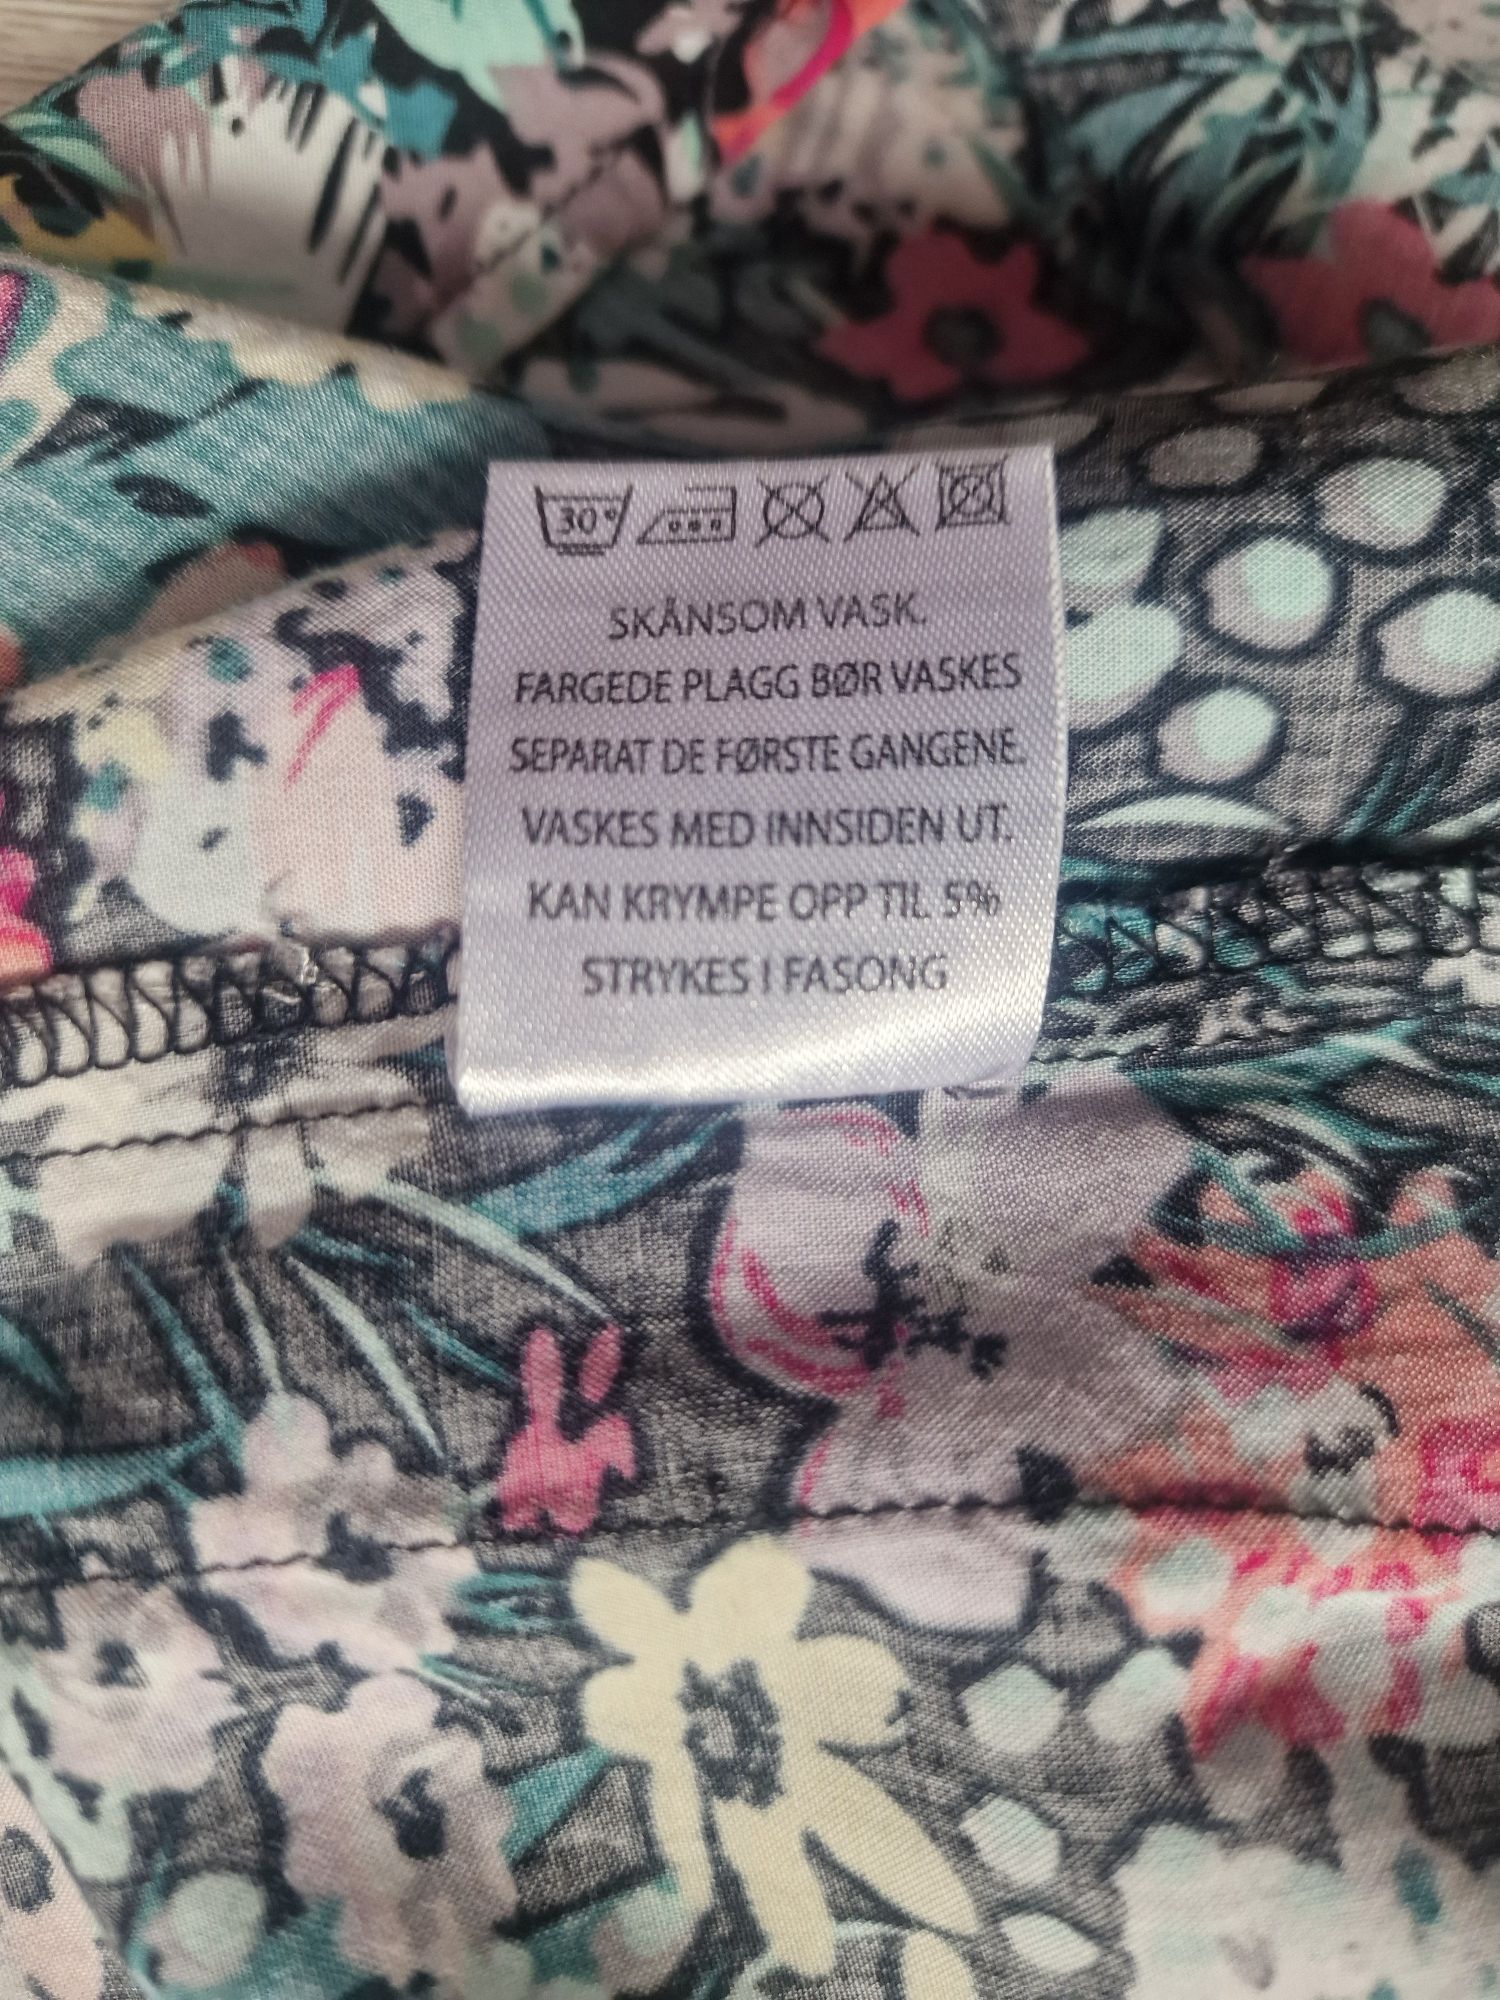 30°
SKÅNSOM VASK.
FARGEDE PLAGG BØR VASKES
SEPARAT DE FØRSTE GANGENE.
VASKES MED INNSIDEN UT.
KAN KRYMPE OPP TIL 5%
STRYKES I FASONG